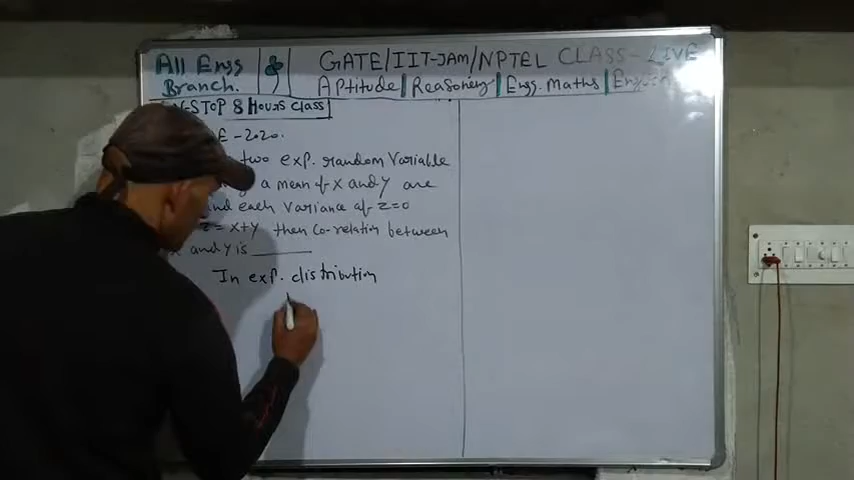 All Engg
Branch.
GATE/IIT-JAM/NPTEL CLASS-LIVE
APtitude|Reasoning|Engg.Maths|
-STOP 8 HOURS Class
E-2020.
two exp. random Variable
a mean of x and y are
and each Variance of z=0
z=x+y then Co-relation between
x and y is ______
In exp. distribution